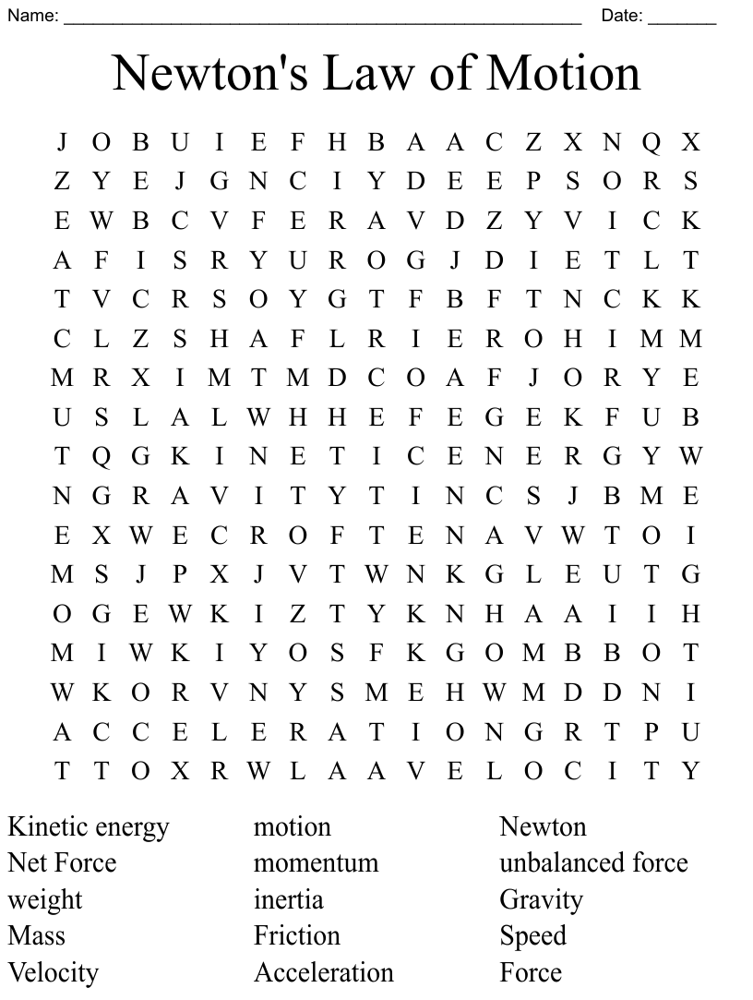 Name: _____________________________________________________ Date: _______
Newton's Law of Motion
J O B U I E F H B A A C Z X N Q X
Z Y E J G N C I Y D E E P S O R S
E W B C V F E R A V D Z Y V I C K
A F I S R Y U R O G J D I E T L T
T V C R S O Y G T F B F T N C K K
C L Z S H A F L R I E R O H I M M
M R X I M T M D C O A F J O R Y E
U S L A L W H H E F E G E K F U B
T Q G K I N E T I C E N E R G Y W
N G R A V I T Y T I N C S J B M E
E X W E C R O F T E N A V W T O I
M S J P X J V T W N K G L E U T G
O G E W K I Z T Y K N H A A I I H
M I W K I Y O S F K G O M B B O T
W K O R V N Y S M E H W M D D N I
A C C E L E R A T I O N G R T P U
T T O X R W L A A V E L O C I T Y
Kinetic energy motion Newton
Net Force momentum unbalanced force
weight inertia Gravity
Mass Friction Speed
Velocity Acceleration Force